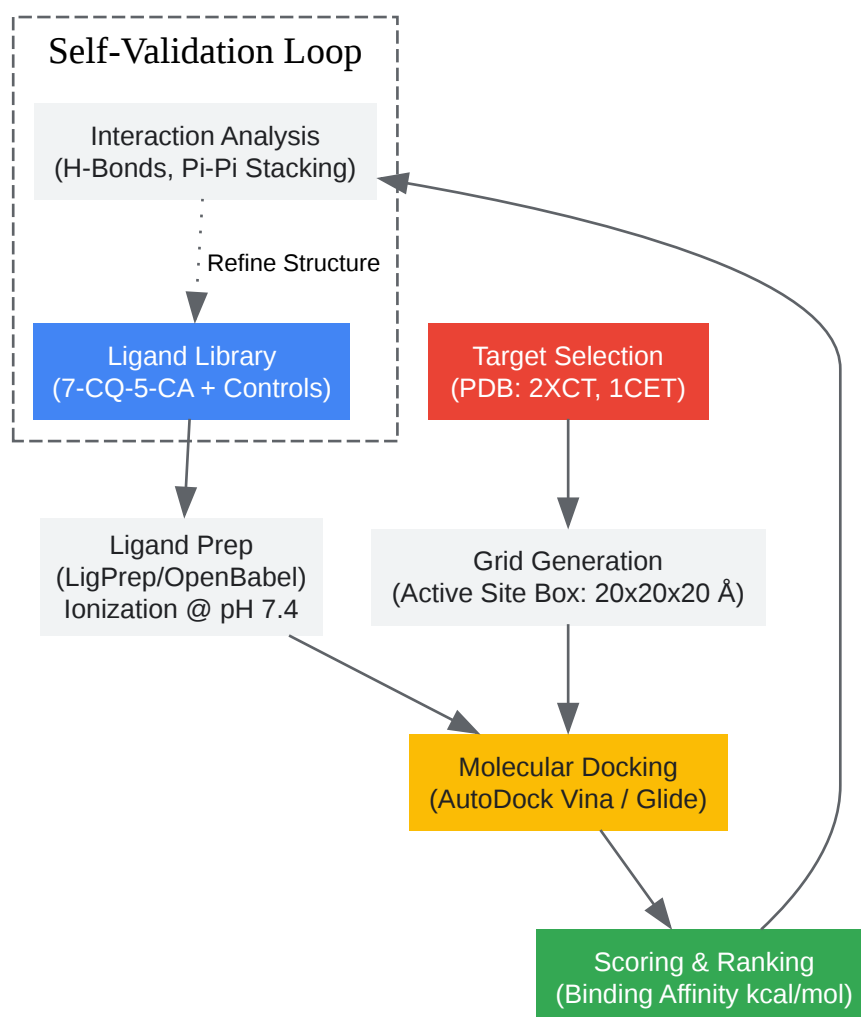 Self-Validation Loop
Interaction Analysis
(H-Bonds, Pi-Pi Stacking)
Refine Structure
Ligand Library
(7-CQ-5-CA + Controls)
Target Selection
(PDB: 2XCT, 1CET)
Ligand Prep
(LigPrep/OpenBabel)
Ionization @ pH 7.4
Grid Generation
(Active Site Box: 20x20x20 Å)
Molecular Docking
(AutoDock Vina / Glide)
Scoring & Ranking
(Binding Affinity kcal/mol)